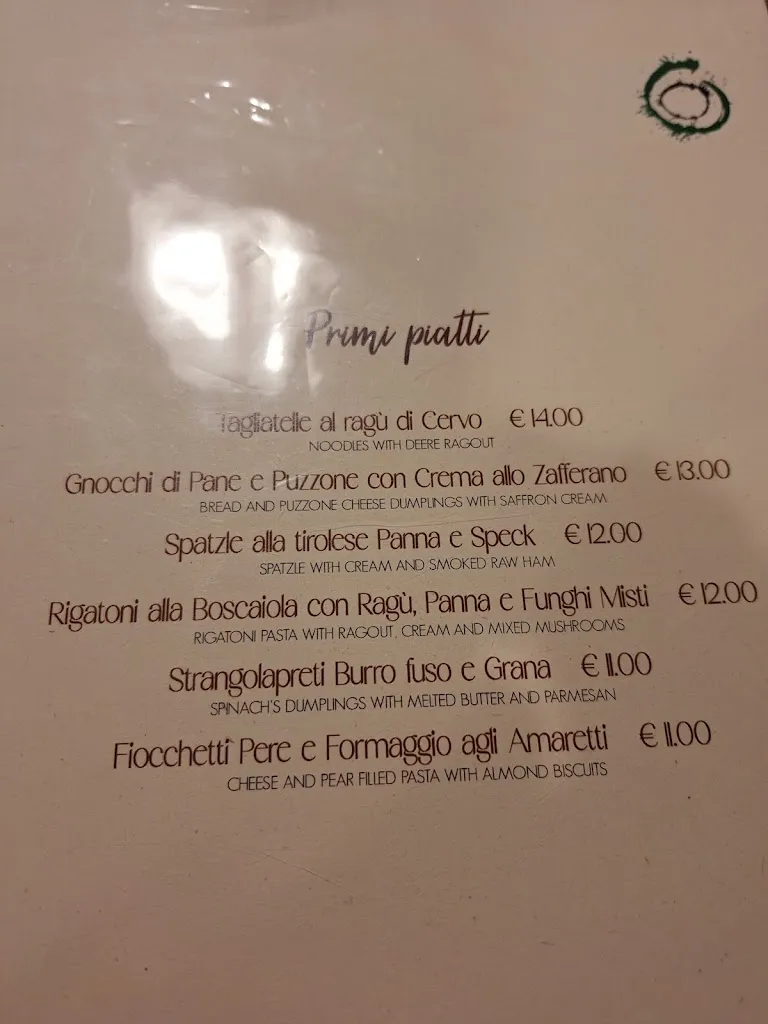 Primi piatti
Tagliatelle al ragù di Cervo € 14.00
NOODLES WITH DEERE RAGOUT
Gnocchi di Pane e Puzzone con Crema allo Zafferano € 13.00
BREAD AND PUZZONE CHEESE DUMPLINGS WITH SAFFRON CREAM
Spatzle alla tirolese Panna e Speck € 12.00
SPATZLE WITH CREAM AND SMOKED RAW HAM
Rigatoni alla Boscaiola con Ragù, Panna e Funghi Misti € 12.00
RIGATONI PASTA WITH RAGOUT, CREAM AND MIXED MUSHROOMS
Strangolapreti Burro fuso e Grana € 11.00
SPINACH'S DUMPLINGS WITH MELTED BUTTER AND PARMESAN
Fiocchetti Pere e Formaggio agli Amaretti € 11.00
CHEESE AND PEAR FILLED PASTA WITH ALMOND BISCUITS